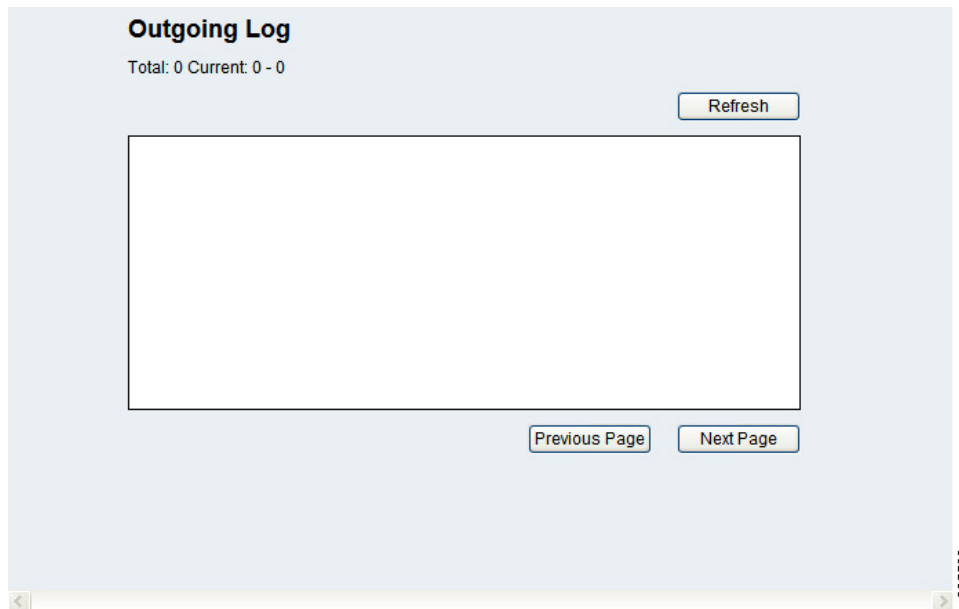 Outgoing Log
Total: 0 Current: 0 - 0
Refresh
Previous Page
Next Page